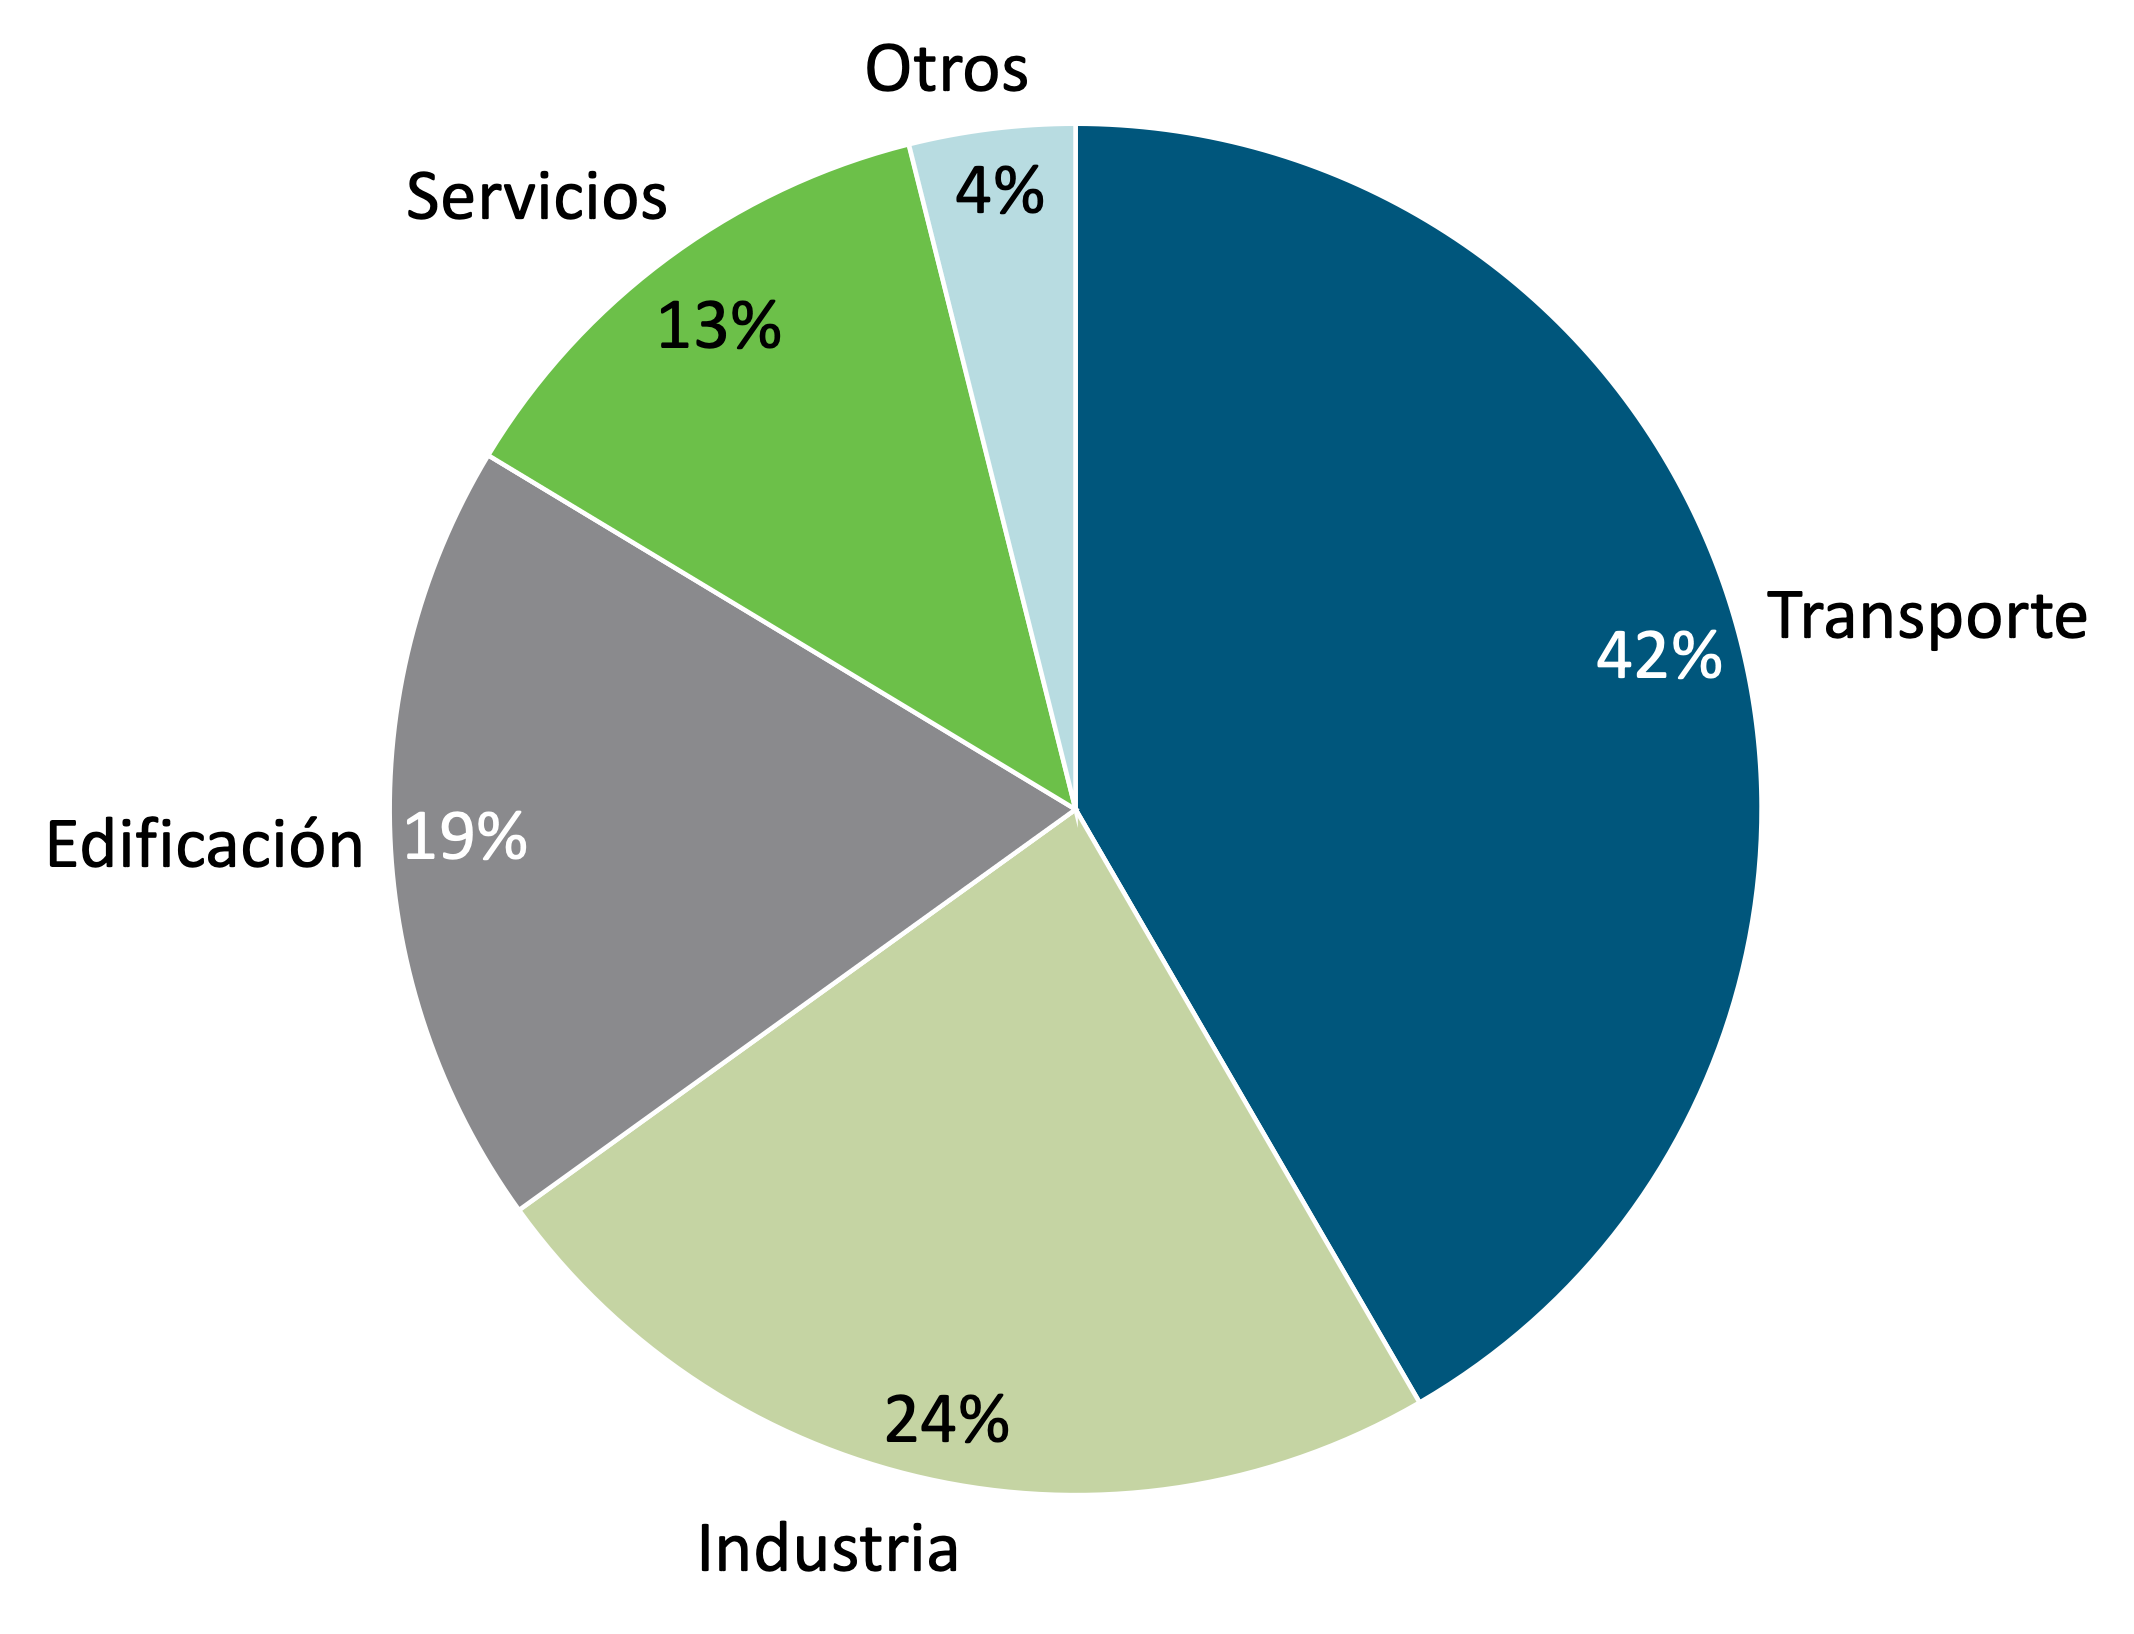 Otros
4%
Servicios
13%
Transporte
42%
Edificación
19%
24%
Industria